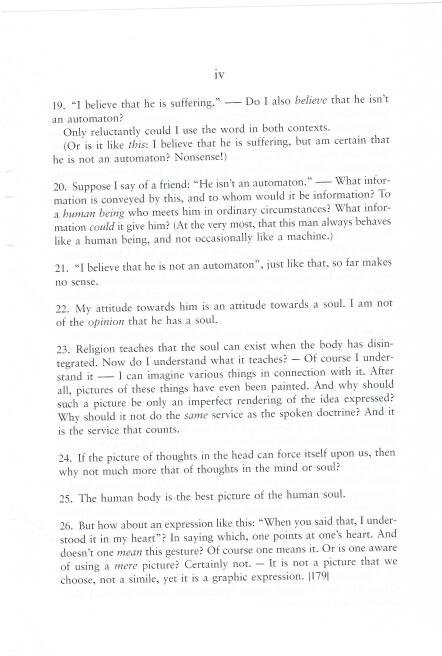 iv
19. “I believe that he is suffering.” —– Do I also believe that he isn’t
an automaton?
Only reluctantly could I use the word in both contexts.
(Or is it like this: I believe that he is suffering, but am certain that
he is not an automaton? Nonsense!)
20. Suppose I say of a friend: “He isn’t an automaton.” —– What infor-
mation is conveyed by this, and to whom would it be information? To
a human being who meets him in ordinary circumstances? What infor-
mation could it give him? (At the very most, that this man always behaves
like a human being, and not occasionally like a machine.)
21. “I believe that he is not an automaton”, just like that, so far makes
no sense.
22. My attitude towards him is an attitude towards a soul. I am not
of the opinion that he has a soul.
23. Religion teaches that the soul can exist when the body has disin-
tegrated. Now do I understand what it teaches? – Of course I under-
stand it —– I can imagine various things in connection with it. After
all, pictures of these things have even been painted. And why should
such a picture be only an imperfect rendering of the idea expressed?
Why should it not do the same service as the spoken doctrine? And it
is the service that counts.
24. If the picture of thoughts in the head can force itself upon us, then
why not much more that of thoughts in the mind or soul?
25. The human body is the best picture of the human soul.
26. But how about an expression like this: “When you said that, I under-
stood it in my heart”? In saying which, one points at one’s heart. And
doesn’t one mean this gesture? Of course one means it. Or is one aware
of using a mere picture? Certainly not. – It is not a picture that we
choose, not a simile, yet it is a graphic expression. |179|